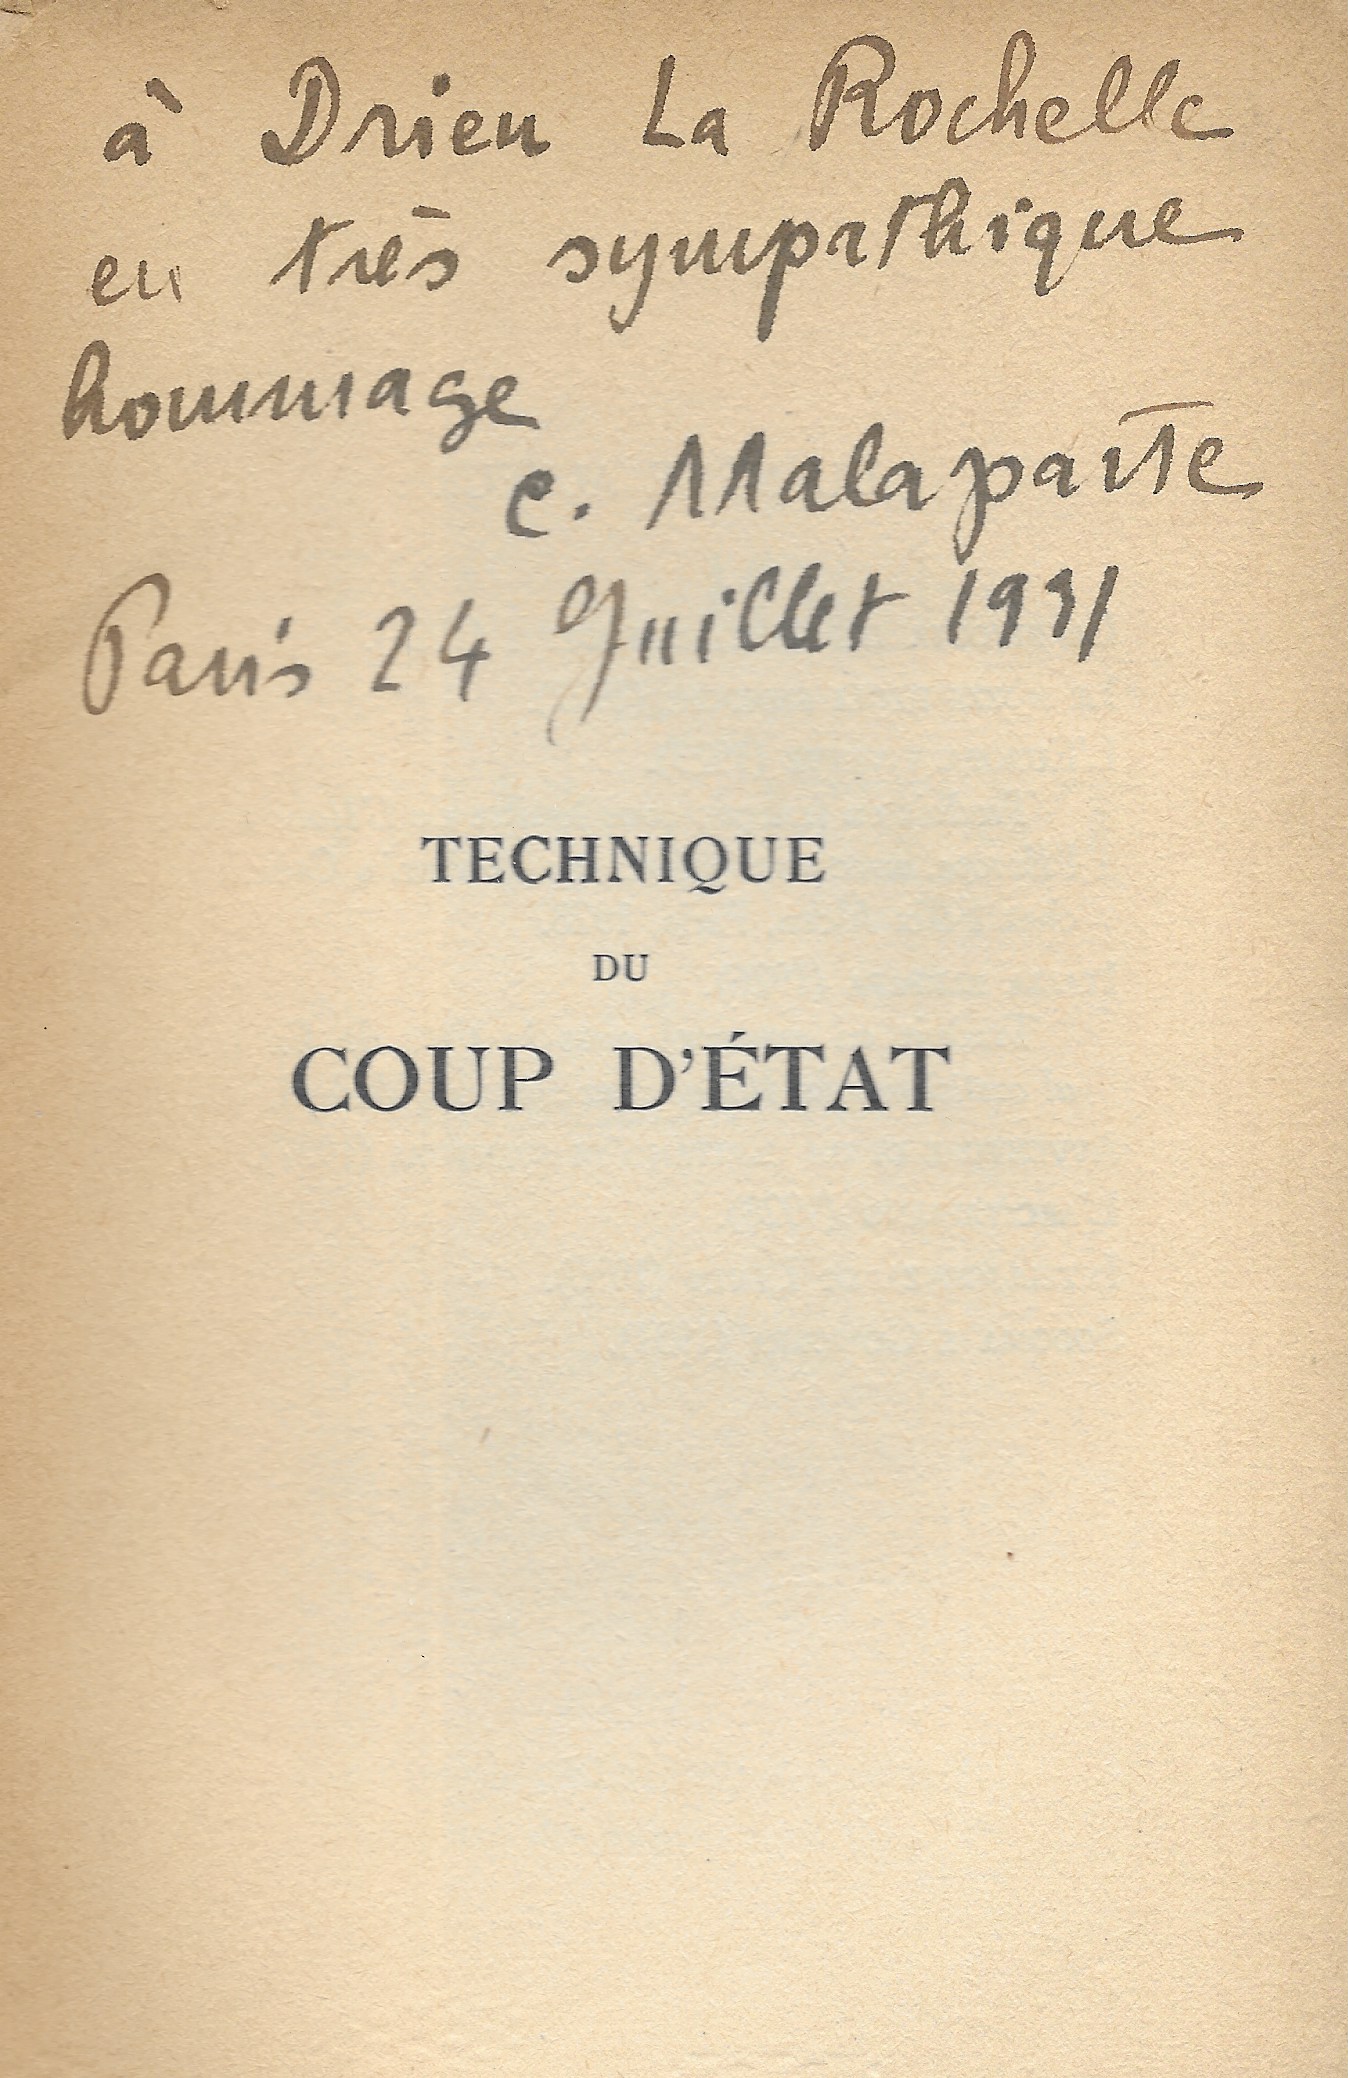 à Drieu La Rochelle
en très sympathique
hommage
C. Malaparte
Paris 24 Juillet 1931
TECHNIQUE
DU
COUP D'ÉTAT